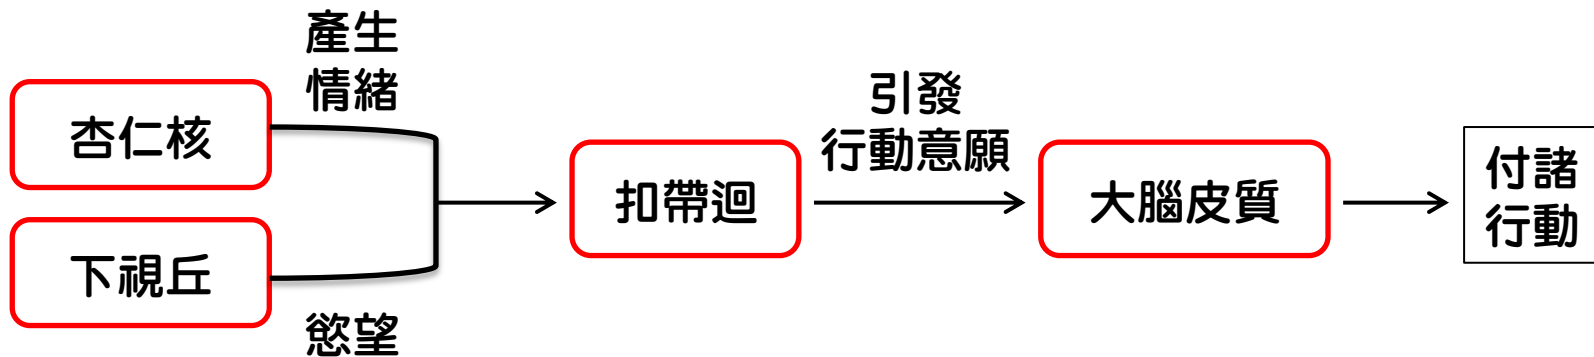 產生
情緒
杏仁核
下視丘
慾望
扣帶迴
引發
行動意願
大腦皮質
付諸
行動